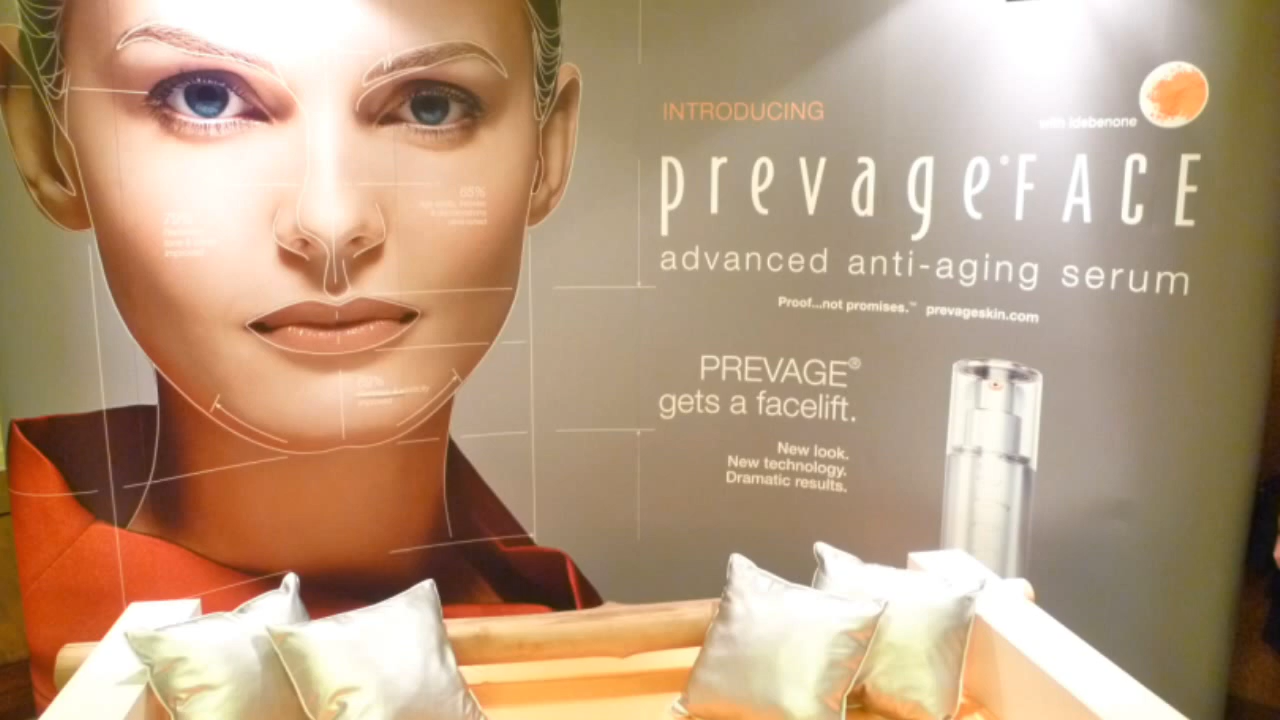 INTRODUCING
with idebenone
prevage® FACE
advanced anti-aging serum
Proof...not promises.™ prevageskin.com
PREVAGE®
gets a facelift.
New look.
New technology.
Dramatic results.
68%